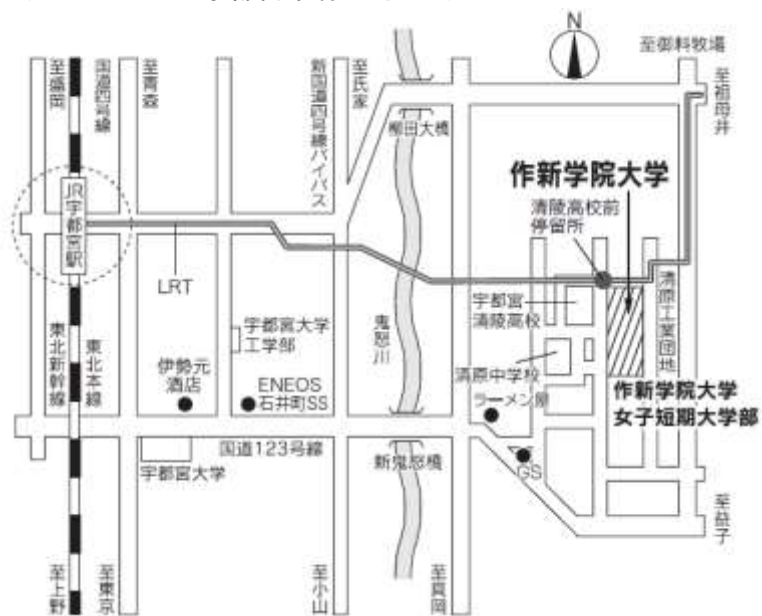 N
至御料牧場
至盛岡
国道四号線
至青森
新国道四号線バイパス
至氏家
至祖母井
柳田大橋
作新学院大学
清陵高校前
停留所
JR宇都宮駅
LRT
宇都宮
清陵高校
清原工業団地
鬼怒川
宇都宮大学
工学部
東北新幹線
東北本線
伊勢元
酒店
ENEOS
石井町SS
清原中学校
ラーメン屋
作新学院大学
女子短期大学部
国道123号線
宇都宮大学
新鬼怒橋
GS
至益子
至上野
至東京
至小山
至真岡